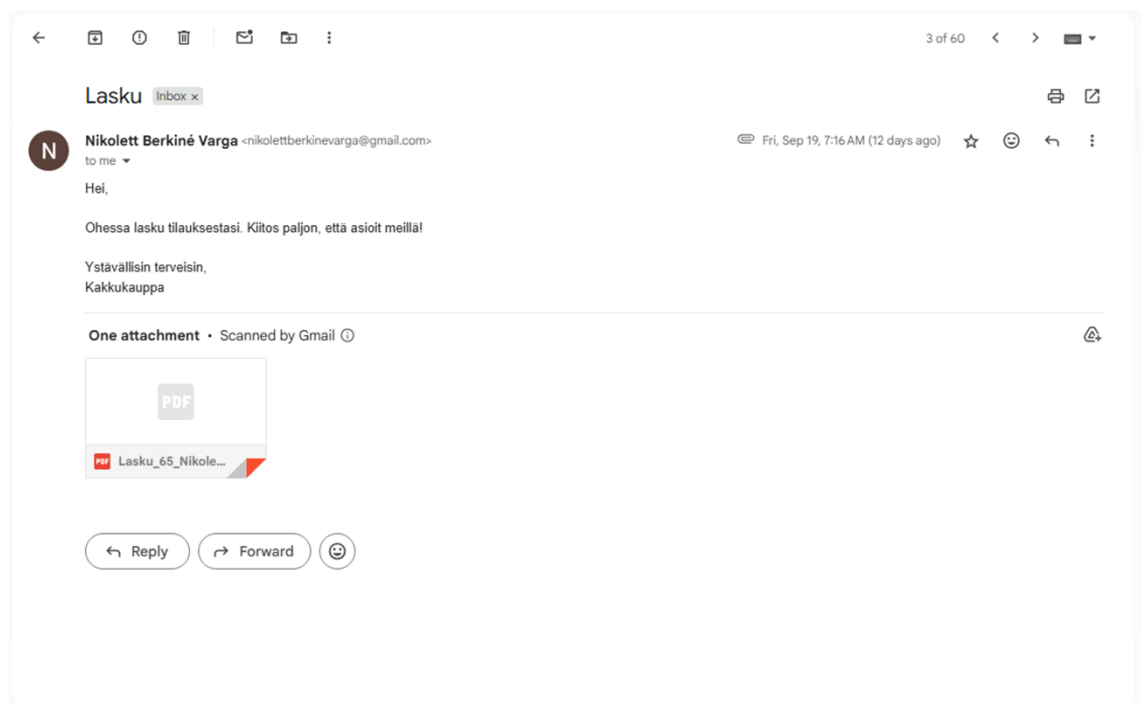 3 of 60
Lasku Inbox x
N
Nikolett Berkiné Varga <nikolettberkinevarga@gmail.com> Fri, Sep 19, 7:16 AM (12 days ago)
to me
Hei,
Ohessa lasku tilauksestasi. Kiitos paljon, että asioit meillä!
Ystävällisin terveisin,
Kakkukauppa
One attachment • Scanned by Gmail
PDF
PDF Lasku_65_Nikole...
Reply Forward